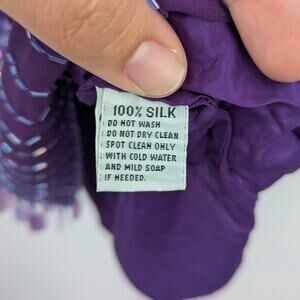 100% SILK
DO NOT WASH
DO NOT DRY CLEAN
SPOT CLEAN ONLY
WITH COLD WATER
AND MILD SOAP
IF NEEDED.